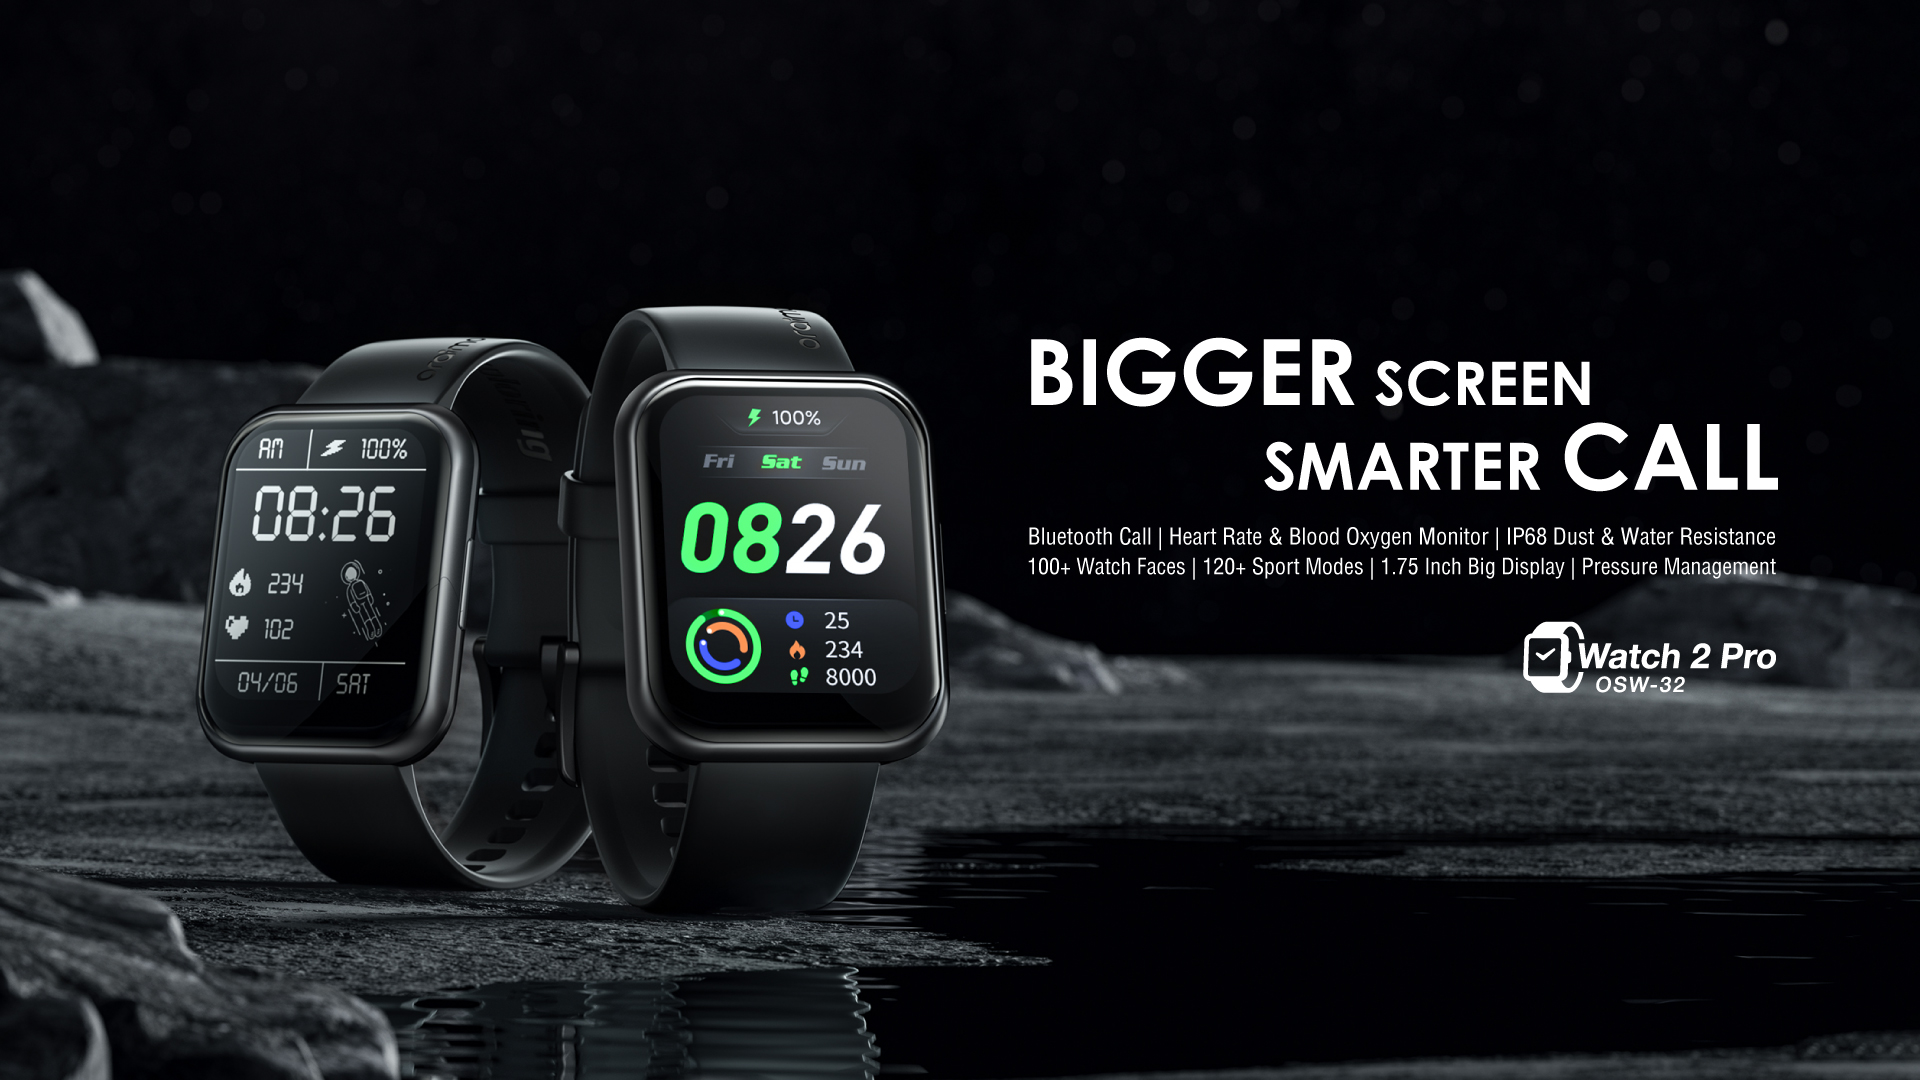 oraimo
oraimo
AM
100%
08:26
234
102
04/06
SAT
100%
Fri Sat Sun
0826
25
234
8000
BIGGER SCREEN
SMARTER CALL
Bluetooth Call | Heart Rate & Blood Oxygen Monitor | IP68 Dust & Water Resistance
100+ Watch Faces | 120+ Sport Modes | 1.75 Inch Big Display | Pressure Management
Watch 2 Pro
OSW-32